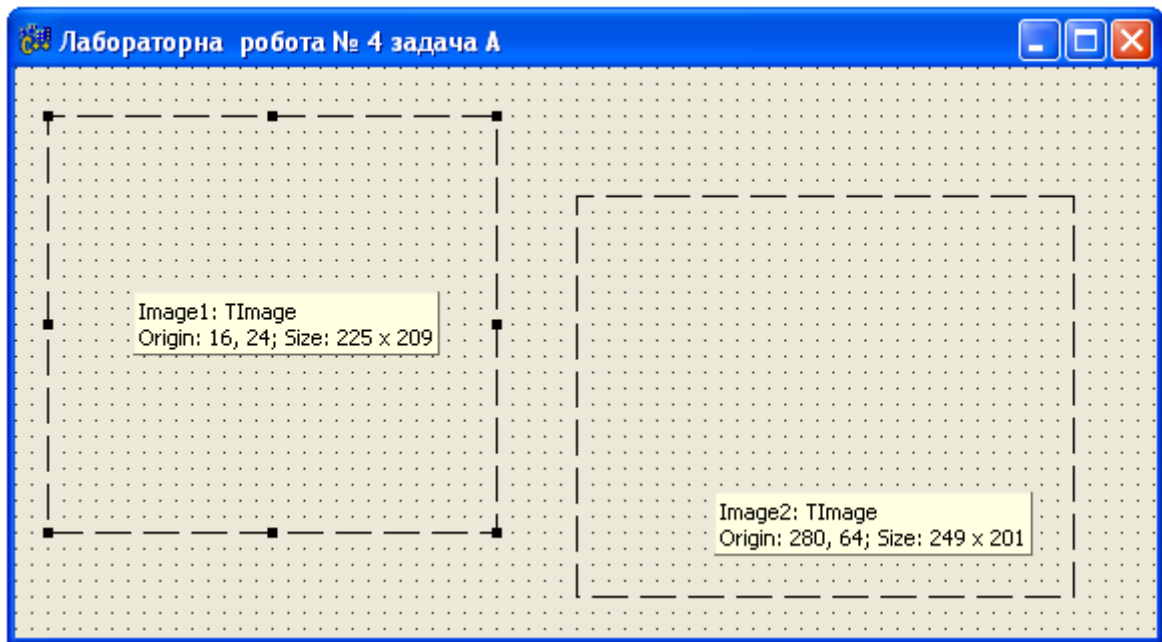 Лабораторна  робота № 4 задача А
Image1: TImage
Origin: 16, 24; Size: 225 x 209
Image2: TImage
Origin: 280, 64; Size: 249 x 201